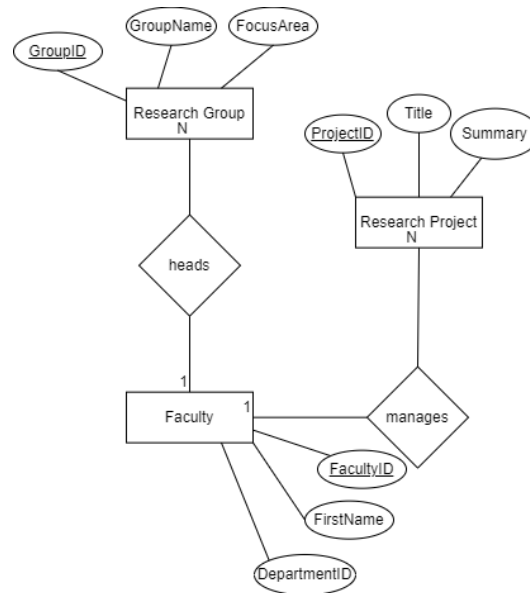 GroupName
FocusArea
GroupID
Research Group
N
Title
ProjectID
Summary
Research Project
N
heads
1
1
Faculty
manages
FacultyID
FirstName
DepartmentID